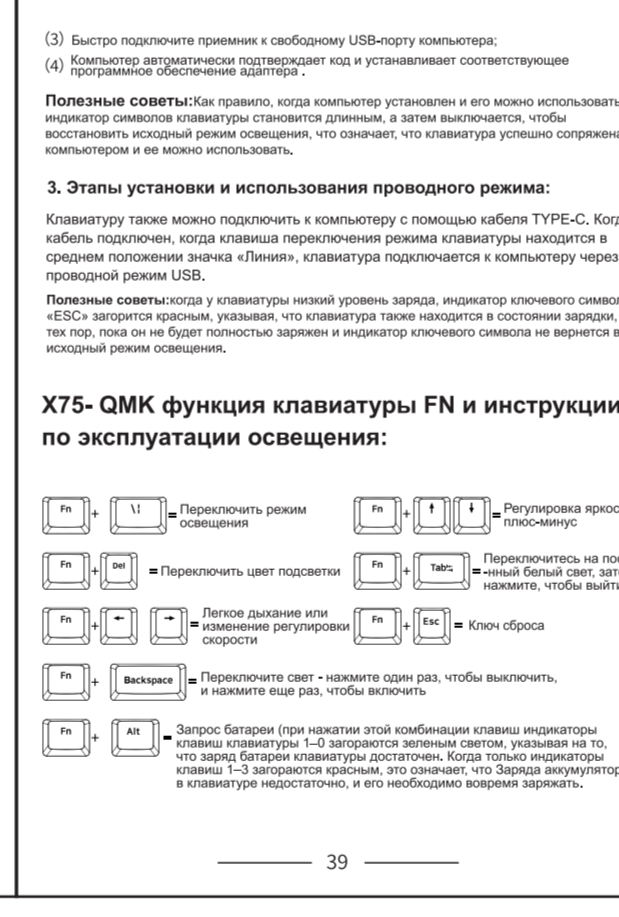 (3) Быстро подключите приемник к свободному USB-порту компьютера;
(4) Компьютер автоматически подтверждает код и устанавливает соответствующее
программное обеспечение адаптера .
Полезные советы:Как правило, когда компьютер установлен и его можно использовать
индикатор символов клавиатуры становится длинным, а затем выключается, чтобы
восстановить исходный режим освещения, что означает, что клавиатура успешно сопряжена
компьютером и ее можно использовать.
3. Этапы установки и использования проводного режима:
Клавиатуру также можно подключить к компьютеру с помощью кабеля TYPE-C. Когд
кабель подключен, когда клавиша переключения режима клавиатуры находится в
среднем положении значка «Линия», клавиатура подключается к компьютеру через
проводной режим USB.
Полезные советы:когда у клавиатуры низкий уровень заряда, индикатор ключевого символ
«ESC» загорится красным, указывая, что клавиатура также находится в состоянии зарядки,
тех пор, пока он не будет полностью заряжен и индикатор ключевого символа не вернется в
исходный режим освещения.
X75- QMK функция клавиатуры FN и инструкции
по эксплуатации освещения:
Fn + \¦ = Переключить режим
освещения
Fn + ↑ ↓ = Регулировка яркос
плюс-минус
Fn + Del = Переключить цвет подсветки
Fn + Tab = Переключитесь на пос
-нный белый свет, зат
нажмите, чтобы выйти
Fn + ← → = Легкое дыхание или
изменение регулировки
скорости
Fn + Esc = Ключ сброса
Fn + Backspace = Переключите свет - нажмите один раз, чтобы выключить,
и нажмите еще раз, чтобы включить
Fn + Alt = Запрос батареи (при нажатии этой комбинации клавиш индикаторы
клавиш клавиатуры 1–0 загораются зеленым светом, указывая на то,
что заряд батареи клавиатуры достаточен. Когда только индикаторы
клавиш 1–3 загораются красным, это означает, что Заряда аккумулятор
в клавиатуре недостаточно, и его необходимо вовремя заряжать.
39